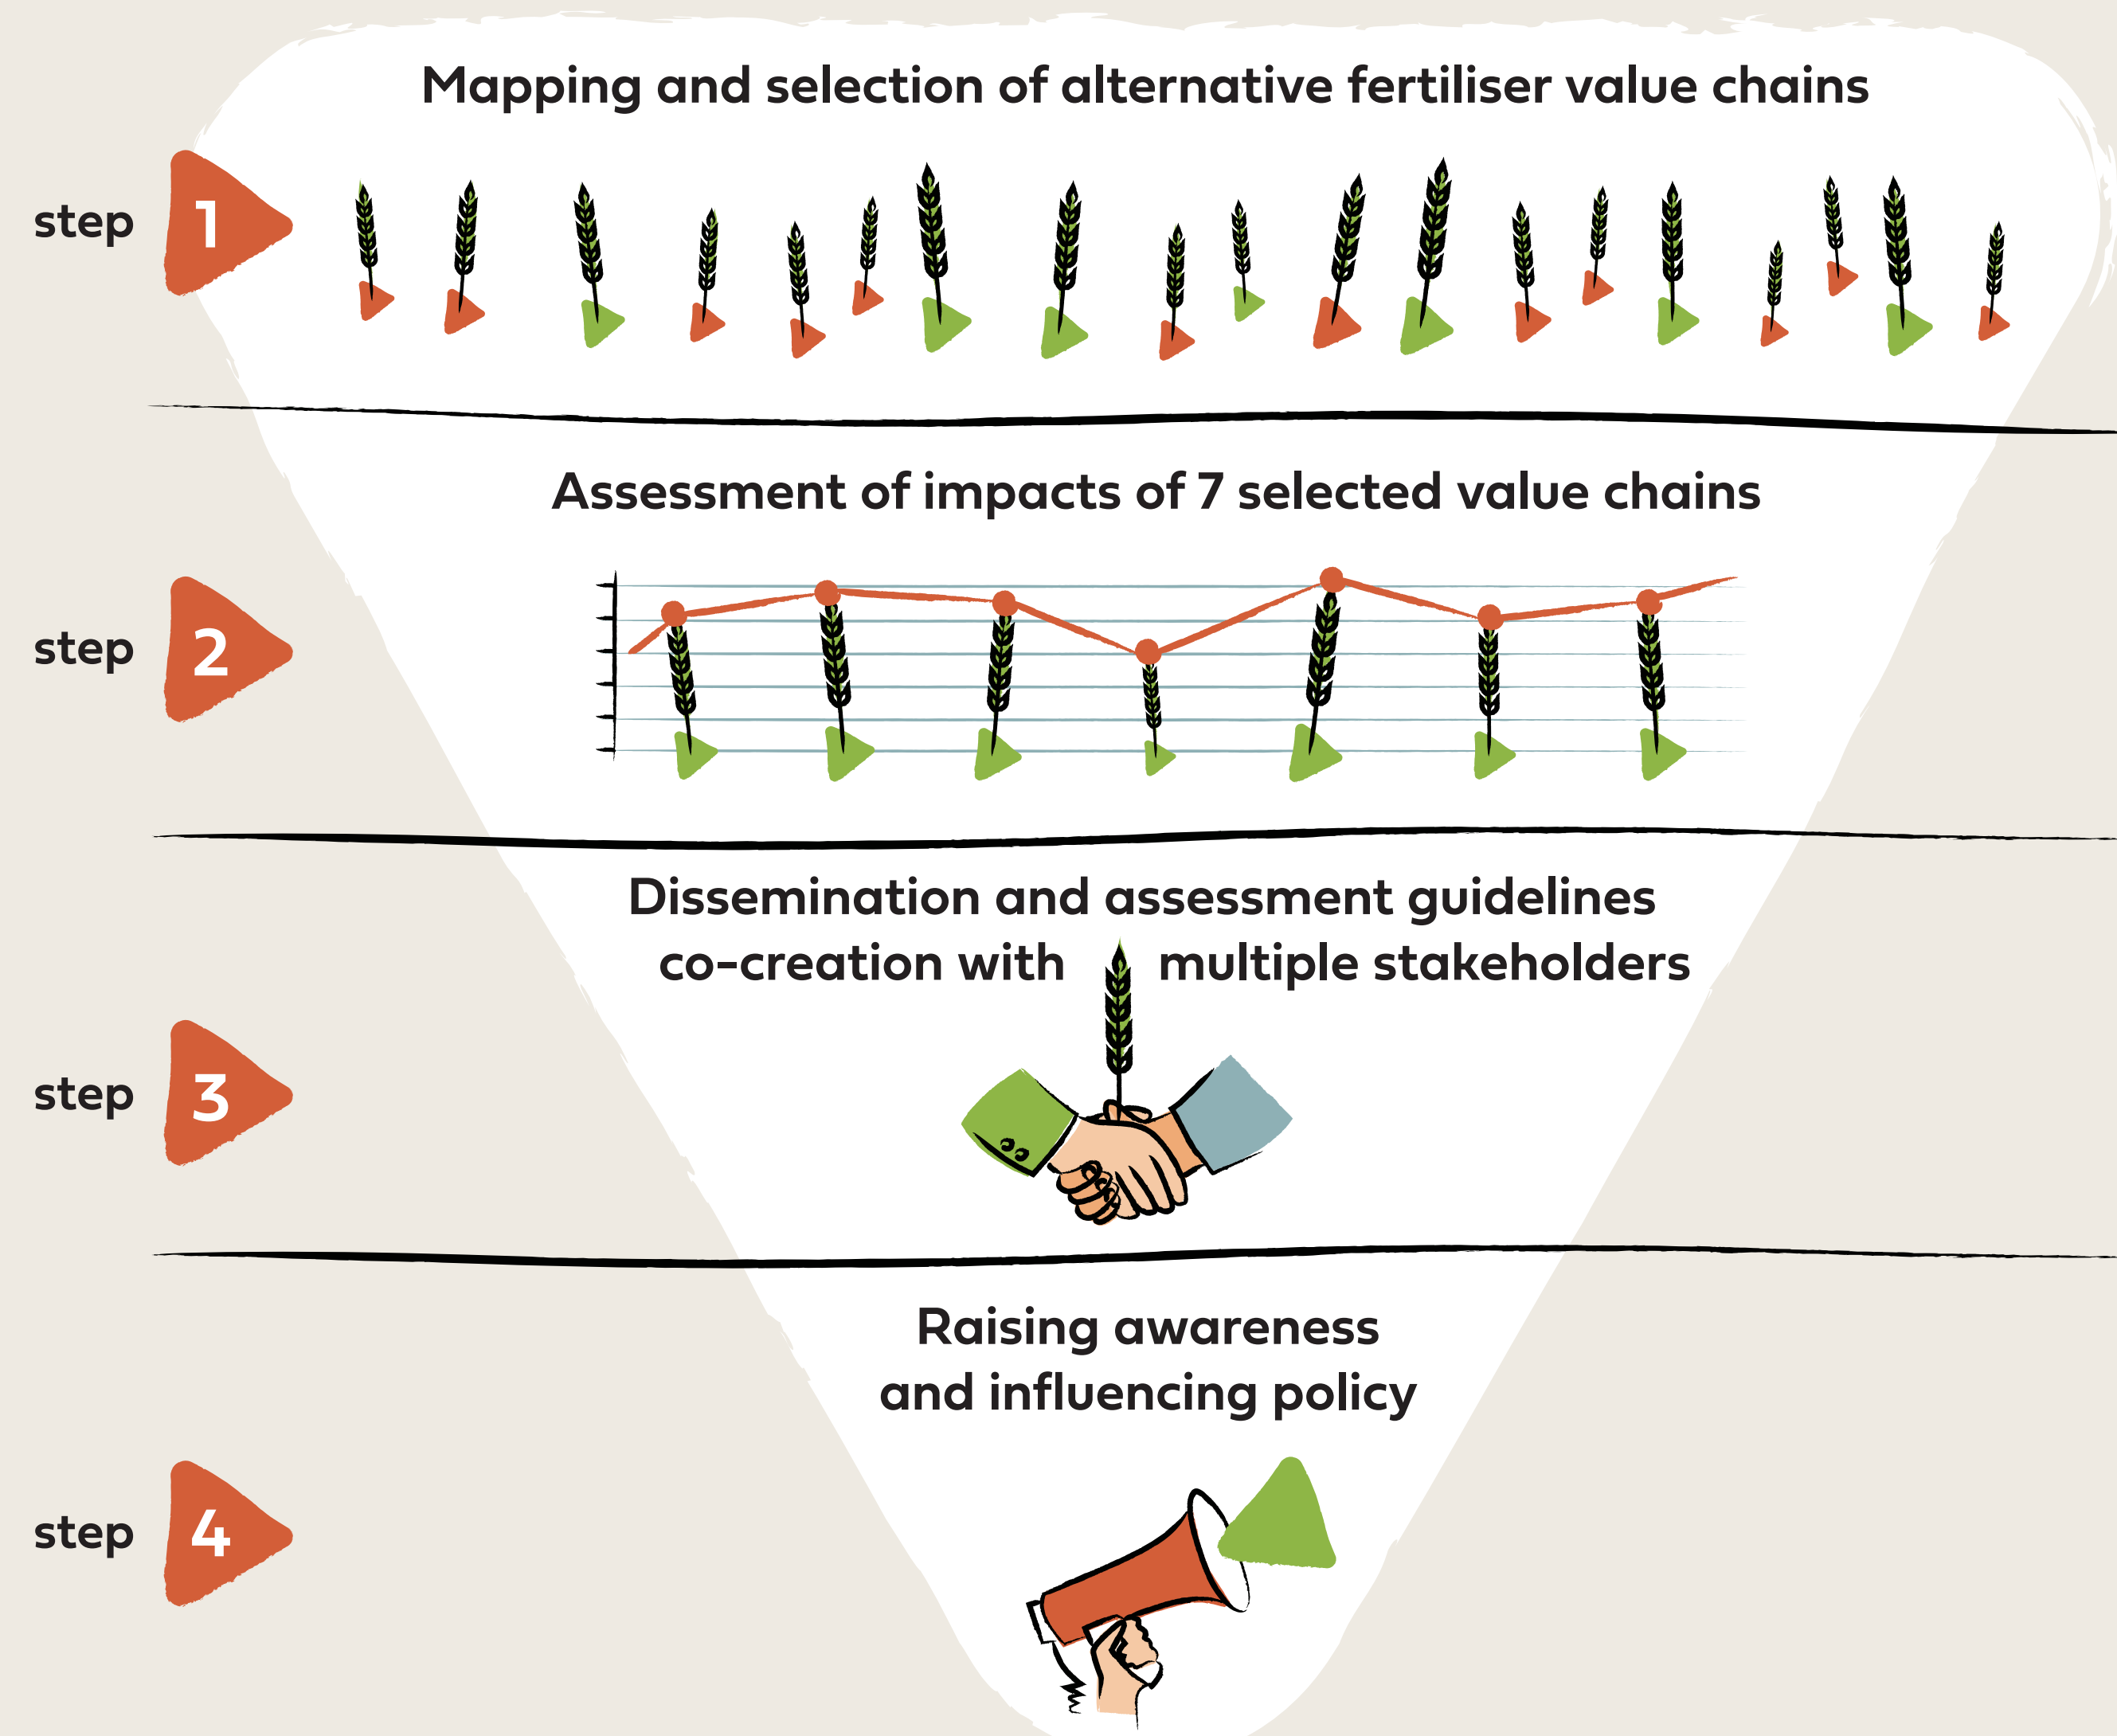 Mapping and selection of alternative fertiliser value chains
step 1
Assessment of impacts of 7 selected value chains
step 2
Dissemination and assessment guidelines
co-creation with multiple stakeholders
step 3
Raising awareness
and influencing policy
step 4